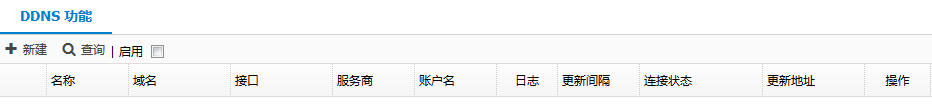 DDNS 功能
新建 查询 | 启用
名称 域名 接口 服务商 账户名 日志 更新间隔 连接状态 更新地址 操作